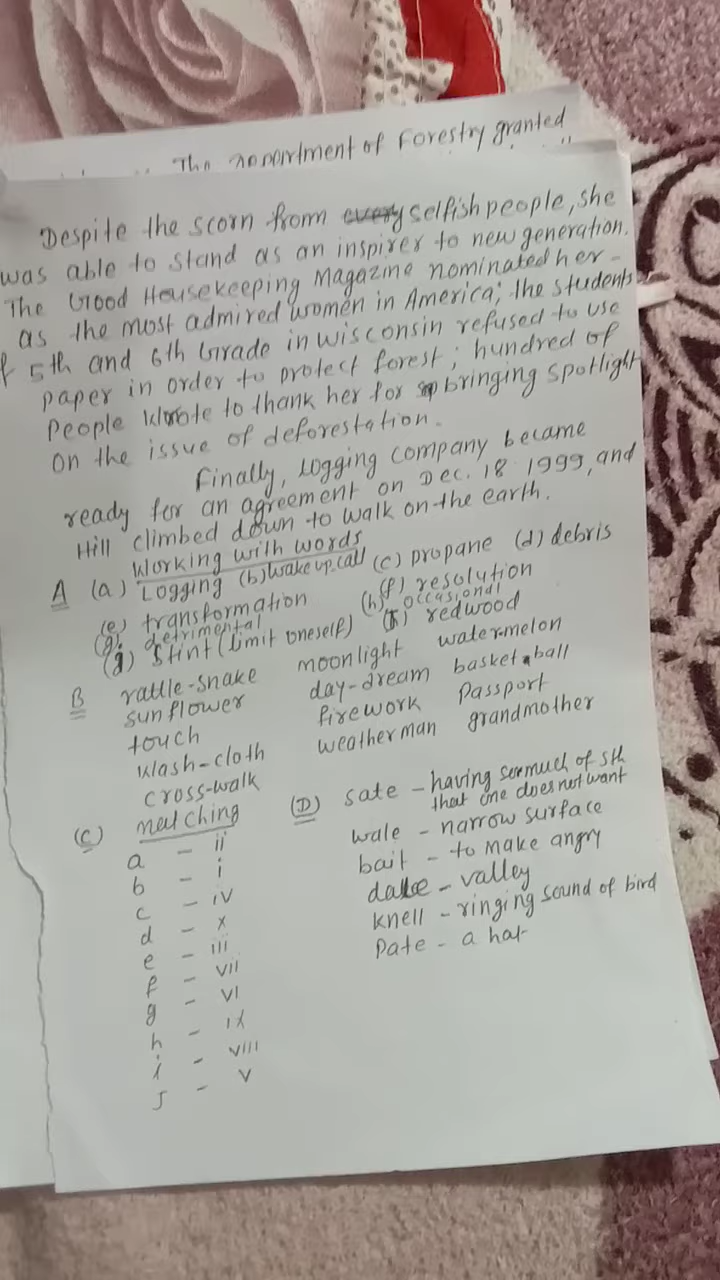 The Department of Forestry granted
Despite the scorn from every selfish people, she
was able to stand as an inspirer to new generation.
The Good Housekeeping Magazine nominated her
as the most admired women in America; the students
of 5th and 6th Grade in Wisconsin refused to use
paper in order to protect forest; hundred of
people wrote to thank her for bringing spotlight
on the issue of deforestation.
Finally, Logging company became
ready for an agreement on Dec. 18 1999, and
Hill climbed down to walk on the earth.
Working with words
A (a) Logging (b) wake up call (c) propane (d) debris
(e) transformation (f) resolution
(g) detrimental (h) occasional
(j) stint (limit oneself) redwood
B rattle-snake moonlight watermelon
sunflower day-dream basket ball
touch firework Passport
wash-cloth weather man grandmother
cross-walk
(C) matching
a - ii
b - i
c - iv
d - x
e - iii
f - vii
g - vi
h - ix
i - viii
J - v
(D) sate - having so much of sth
that one does not want
wale - narrow surface
bait - to make angry
dale - valley
knell - ringing sound of bird
Pate - a hat